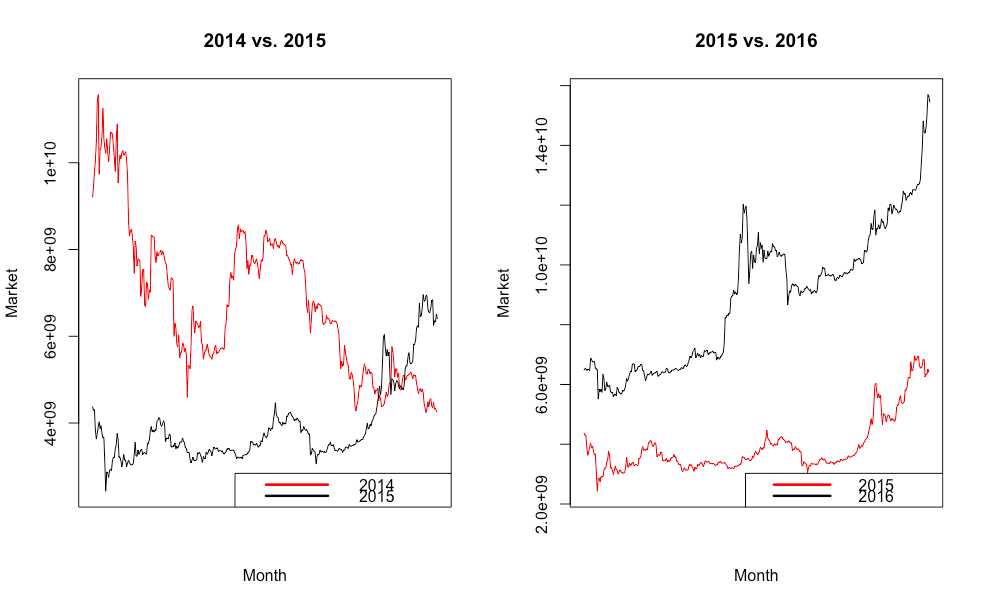 2014 vs. 2015
Market
1e+10
8e+09
6e+09
4e+09
2014
2015
Month
2015 vs. 2016
Market
1.4e+10
1.0e+10
6.0e+09
2.0e+09
2015
2016
Month